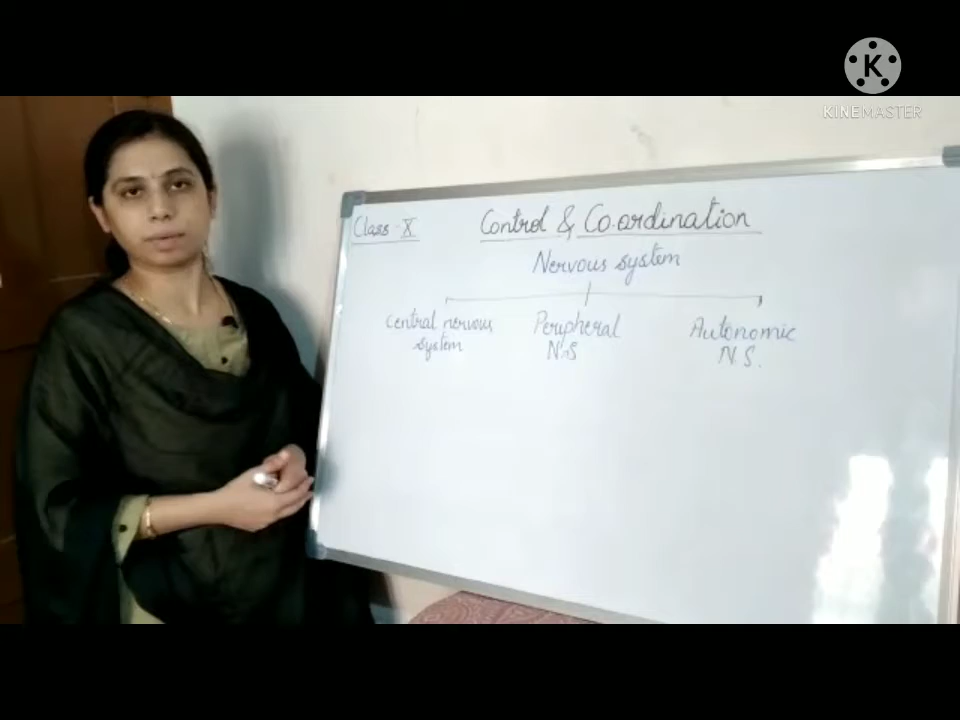 K
KINEMASTER
Class - X
Control & Co.ordination
Nervous system
Central nervous
system
Peripheral
N.S
Autonomic
N.S.